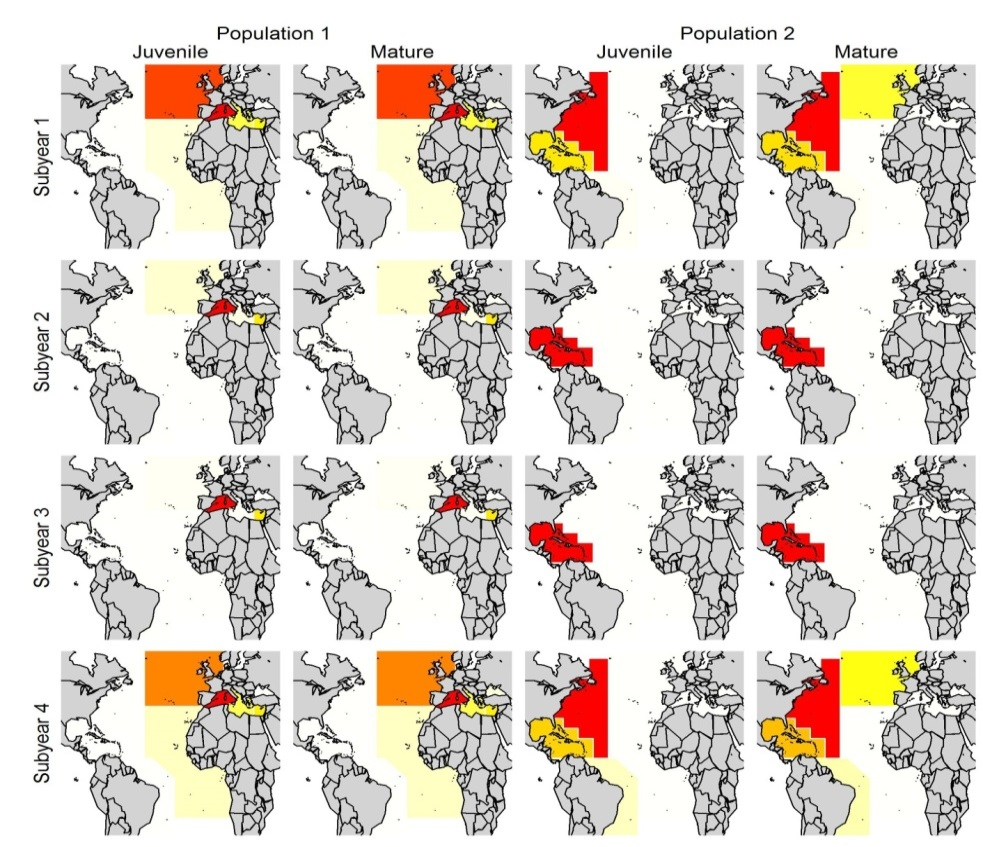 Population 1 Population 2
Juvenile Mature Juvenile Mature
Subyear 1
Subyear 2
Subyear 3
Subyear 4